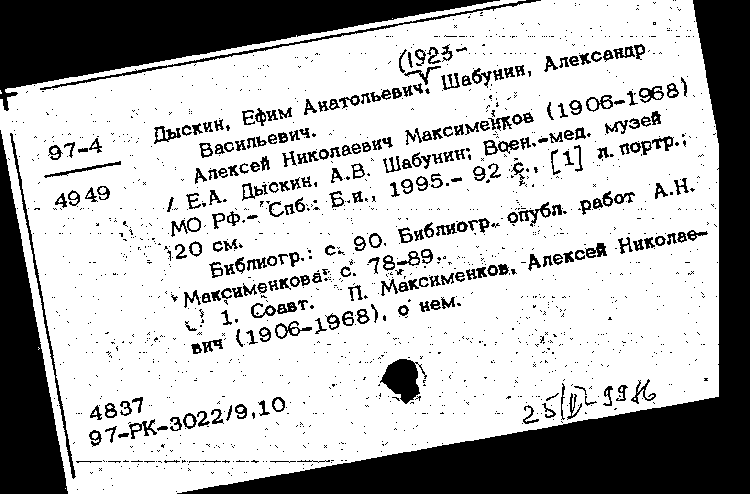 (1923-
Дыскин, Ефим Анатольевич; Шабунин, Александр
Васильевич.
97-4
4949
Алексей Николаевич Максименков (1906-1968)
/ Е.А. Дыскин, А.В. Шабунин; Воен.-мед. музей
МО РФ.- Спб.: Б.и., 1995.- 92 с., [1] л. портр.;
20 см.
Библиогр.: с. 90. Библиогр. опубл. работ А.Н.
Максименкова: с. 78-89.
1. Соавт. П. Максименков, Алексей Николае-
вич (1906-1968), о нем.
4837
97-РК-3022/9,10